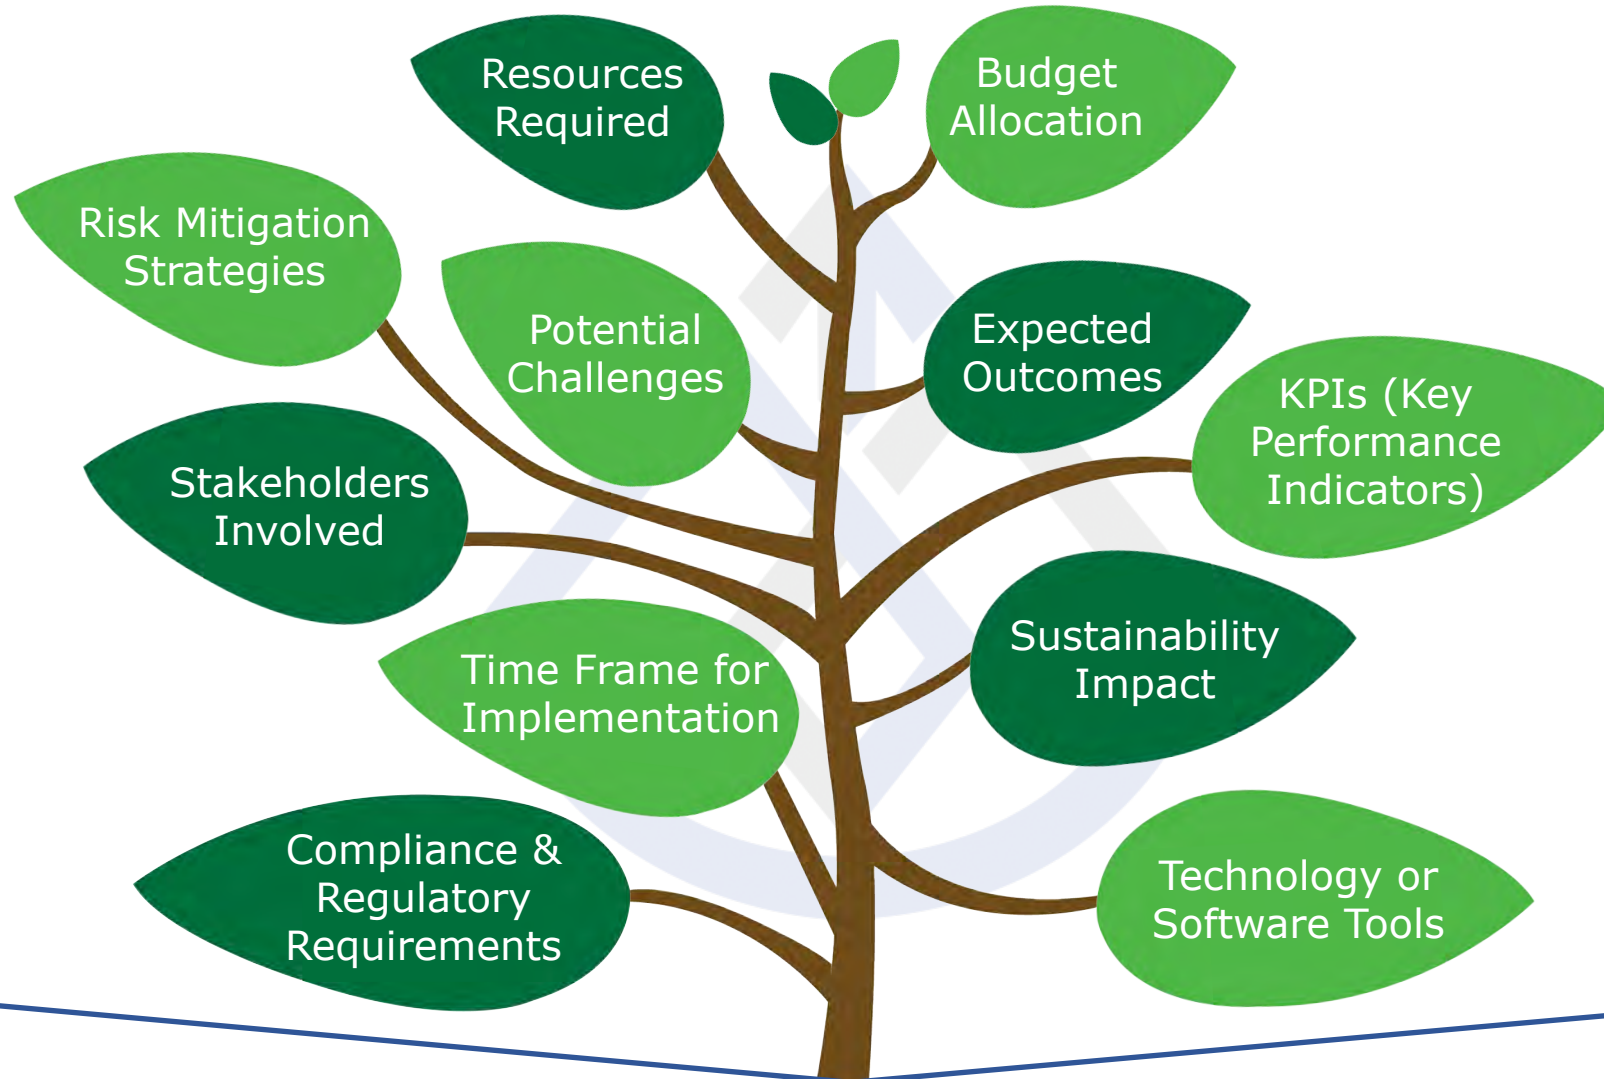 Resources
Required
Budget
Allocation
Risk Mitigation
Strategies
Potential
Challenges
Expected
Outcomes
KPIs (Key
Performance
Indicators)
Stakeholders
Involved
Sustainability
Impact
Time Frame for
Implementation
Compliance &
Regulatory
Requirements
Technology or
Software Tools